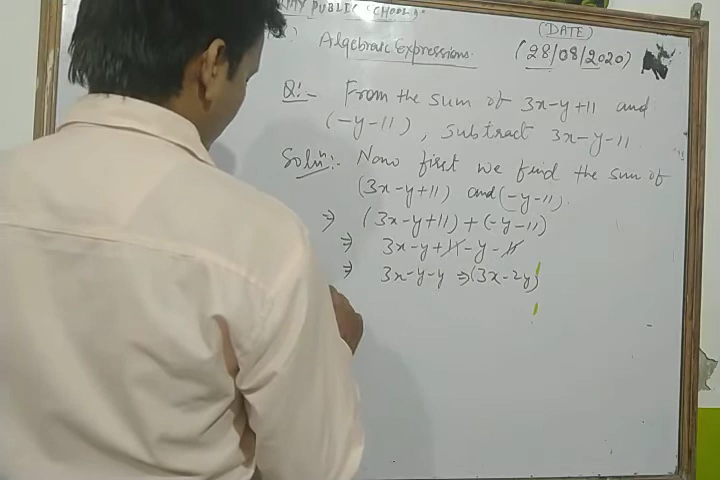 PUBLIC SCHOOL
(DATE)
Algebraic Expressions.
(28/08/2020)
Q:- From the sum of 3x-y+11 and
(-y-11), subtract 3x-y-11.
Solnⁿ:- Now first we find the sum of
(3x-y+11) and (-y-11).
⇒ (3x-y+11)+(-y-11)
⇒ 3x-y+11-y-11
⇒ 3x-y-y ⇒ (3x-2y)